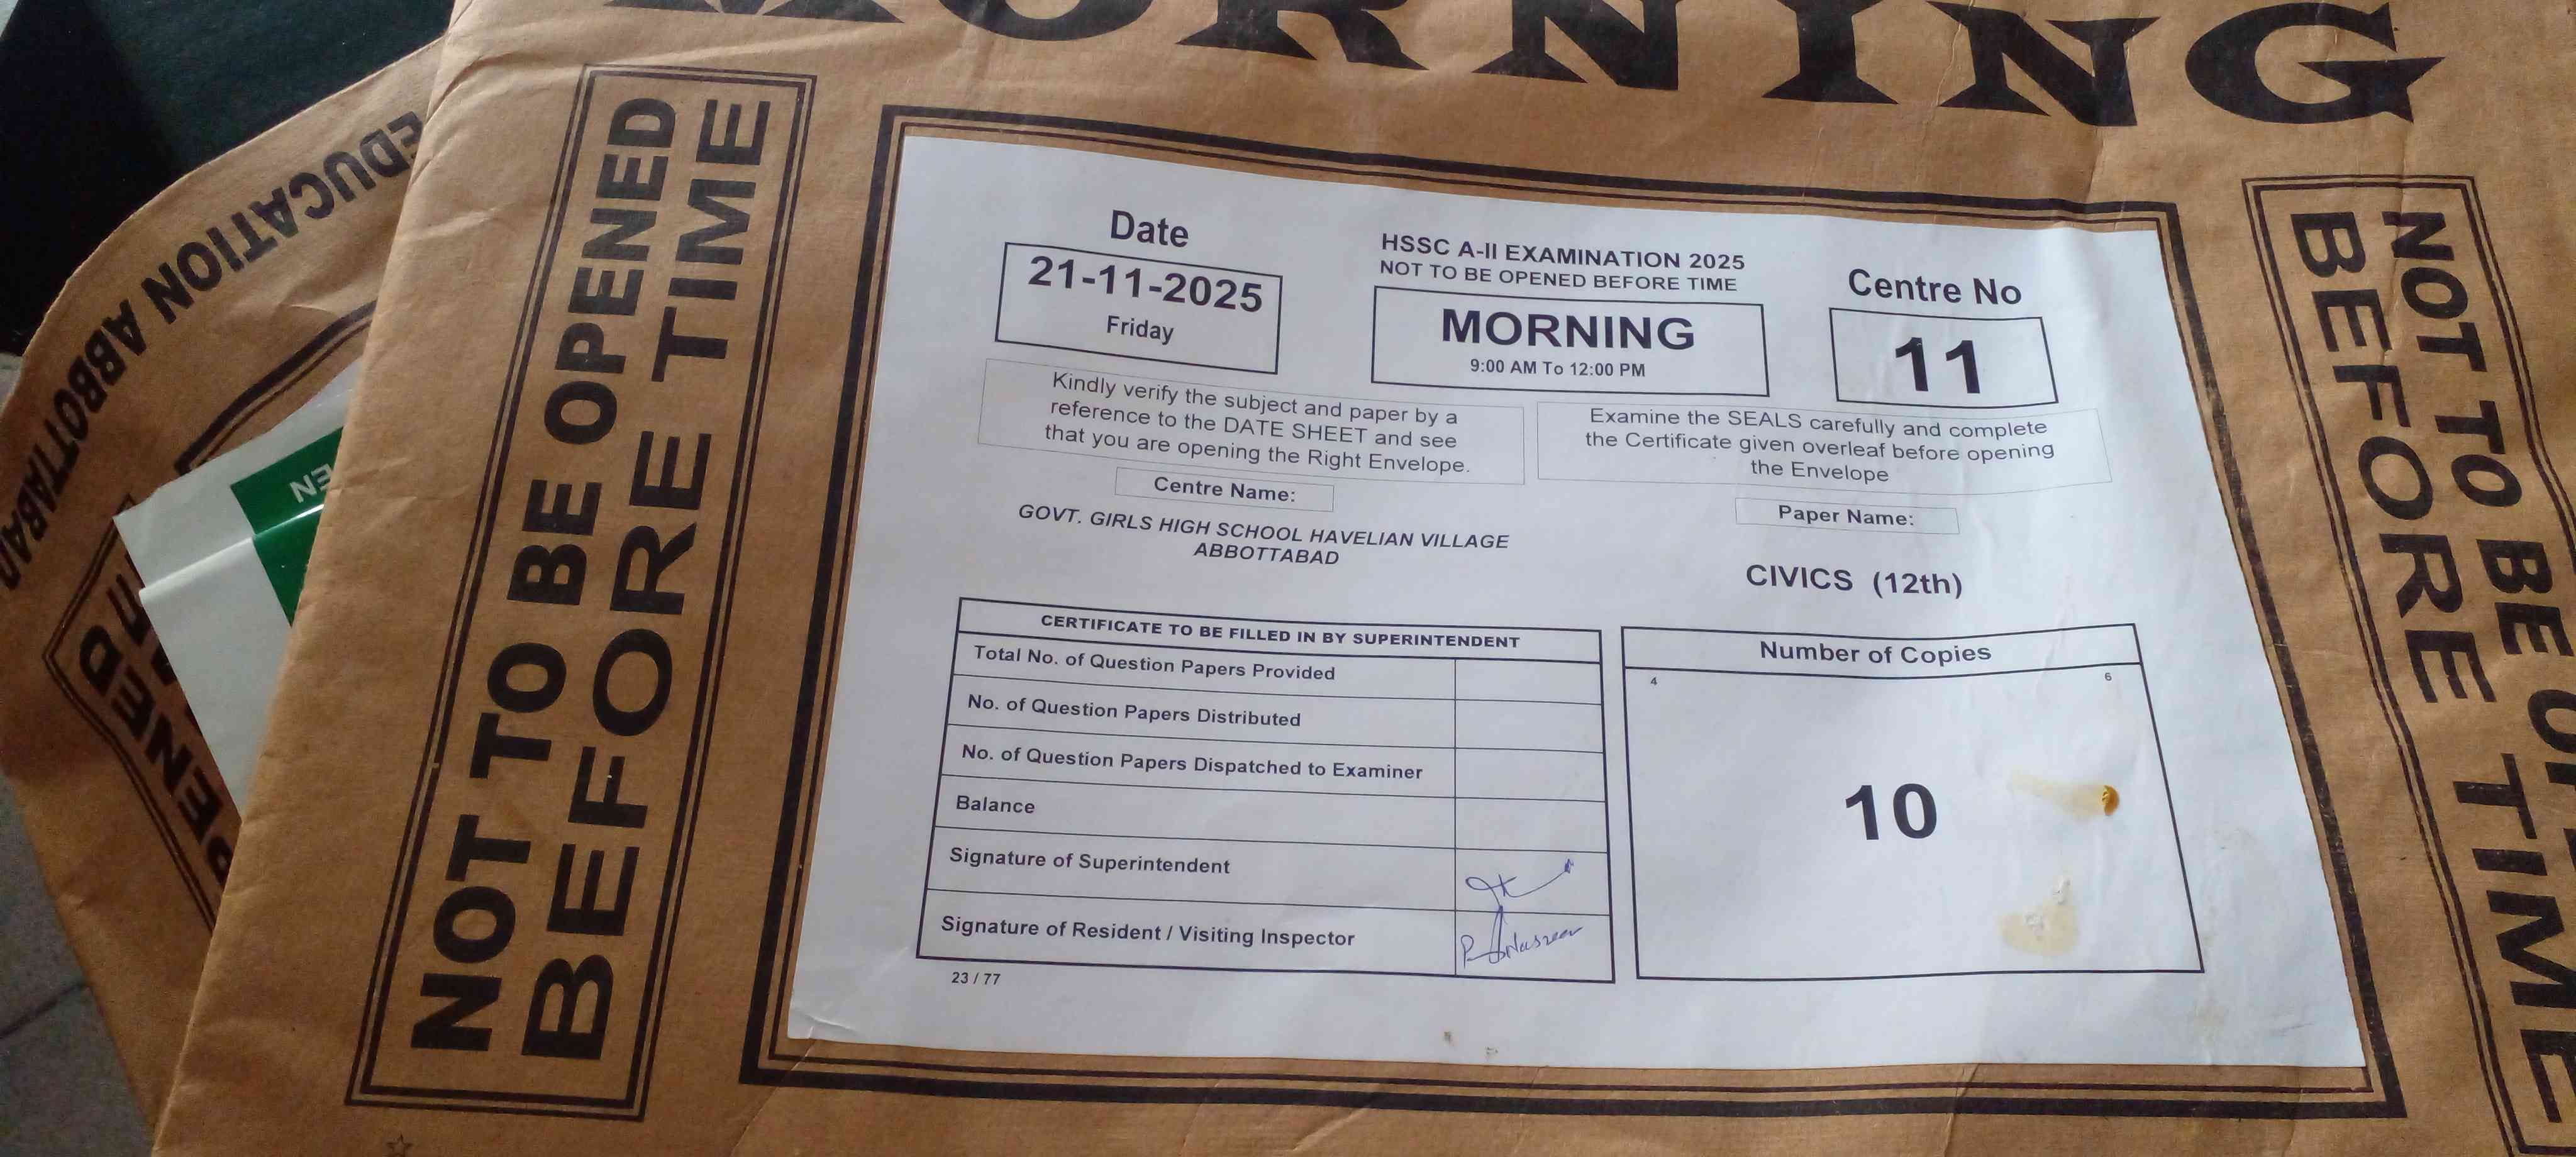 MORNING
EDUCATION ABBOTTABAD
NOT TO BE OPENED
BEFORE TIME
Date
21-11-2025
Friday
HSSC A-II EXAMINATION 2025
NOT TO BE OPENED BEFORE TIME
MORNING
9:00 AM To 12:00 PM
Centre No
11
Kindly verify the subject and paper by a
reference to the DATE SHEET and see
that you are opening the Right Envelope.
Examine the SEALS carefully and complete
the Certificate given overleaf before opening
the Envelope
Centre Name:
GOVT. GIRLS HIGH SCHOOL HAVELIAN VILLAGE
ABBOTTABAD
Paper Name:
CIVICS (12th)
CERTIFICATE TO BE FILLED IN BY SUPERINTENDENT
Total No. of Question Papers Provided
No. of Question Papers Distributed
No. of Question Papers Dispatched to Examiner
Balance
Signature of Superintendent
Signature of Resident / Visiting Inspector
23 / 77
Number of Copies
4 6
10
NOT TO BE
BEFORE TIME